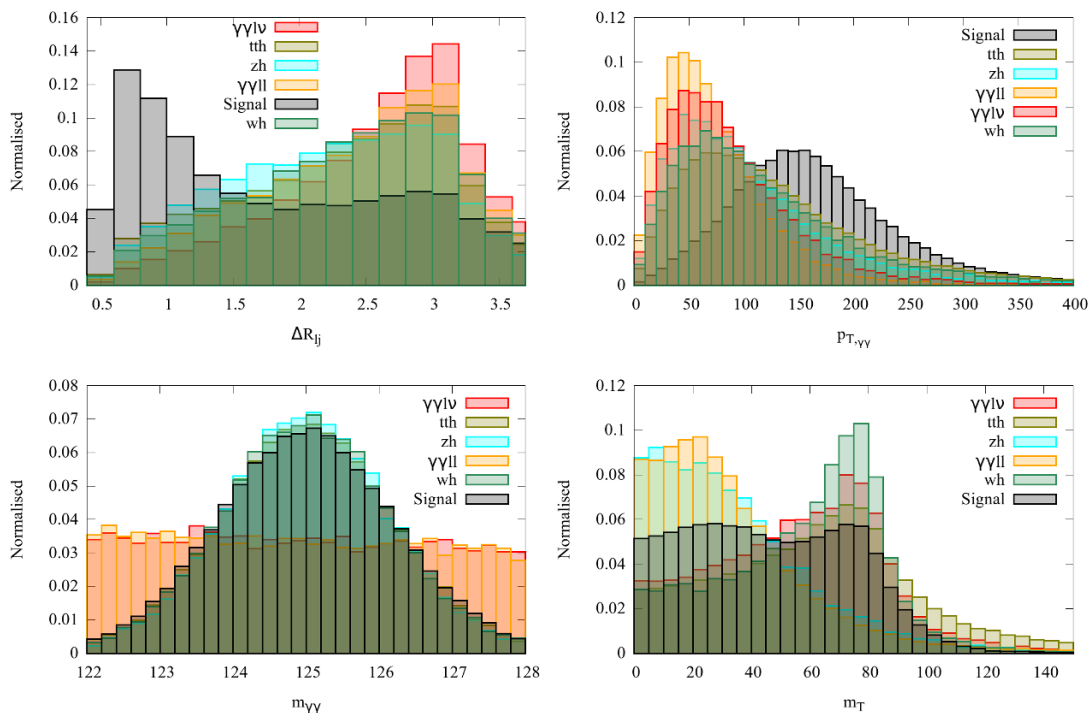 0.16
0.14
0.12
0.1
0.08
0.06
0.04
0.02
0
Normalised
γγlν
tth
zh
γγll
Signal
wh
0.5 1 1.5 2 2.5 3 3.5
ΔR_lj
0.12
0.1
0.08
0.06
0.04
0.02
0
Normalised
Signal
tth
zh
γγll
γγlν
wh
0 50 100 150 200 250 300 350 400
p_T,γγ
0.08
0.07
0.06
0.05
0.04
0.03
0.02
0.01
0
Normalised
γγlν
tth
zh
γγll
wh
Signal
122 123 124 125 126 127 128
m_γγ
0.12
0.1
0.08
0.06
0.04
0.02
0
Normalised
γγlν
tth
zh
γγll
wh
Signal
0 20 40 60 80 100 120 140
m_T